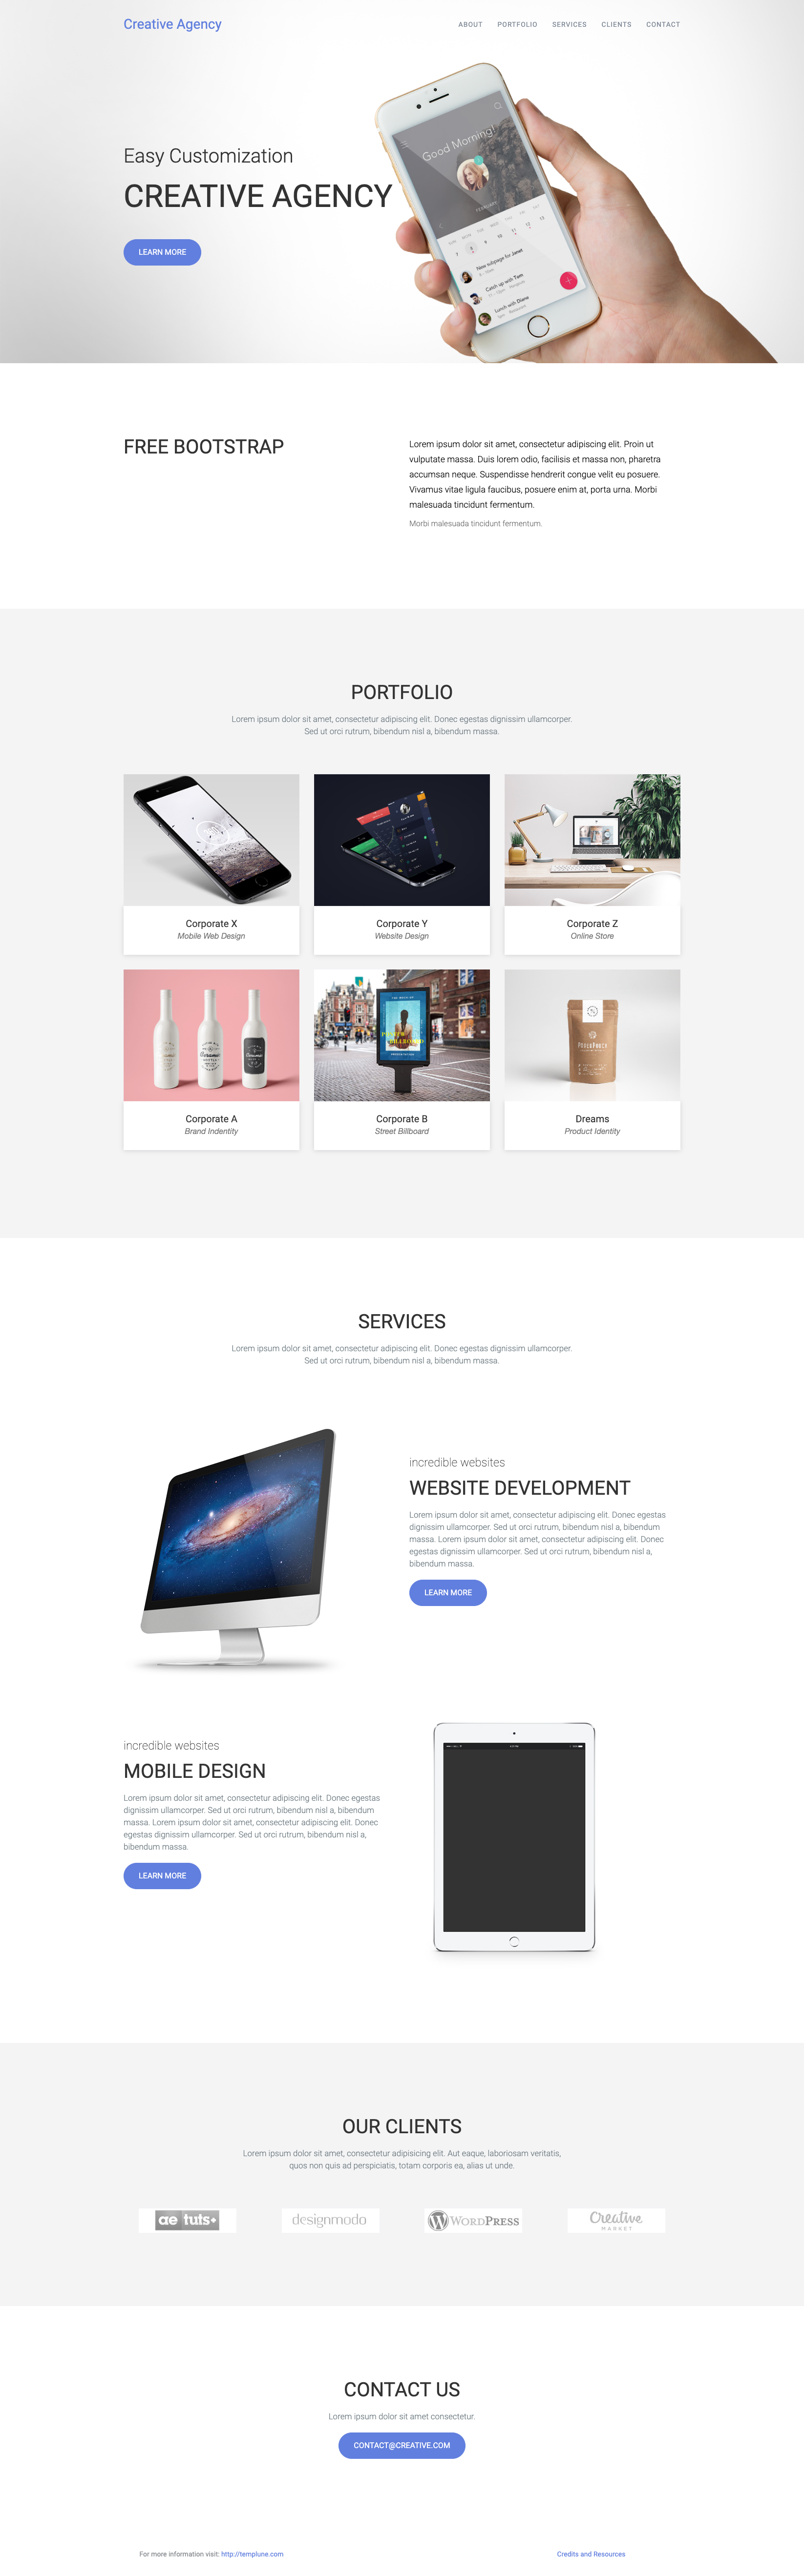 Creative Agency
ABOUT PORTFOLIO SERVICES CLIENTS CONTACT
Good Morning!
FEBRUARY
New subpage for Janet
Catch up with Tom
Lunch with Diane
Easy Customization
CREATIVE AGENCY
LEARN MORE
FREE BOOTSTRAP
Lorem ipsum dolor sit amet, consectetur adipiscing elit. Proin ut
vulputate massa. Duis lorem odio, facilisis et massa non, pharetra
accumsan neque. Suspendisse hendrerit congue velit eu posuere.
Vivamus vitae ligula faucibus, posuere enim at, porta urna. Morbi
malesuada tincidunt fermentum.
Morbi malesuada tincidunt fermentum.
PORTFOLIO
Lorem ipsum dolor sit amet, consectetur adipiscing elit. Donec egestas dignissim ullamcorper.
Sed ut orci rutrum, bibendum nisl a, bibendum massa.
Corporate X
Mobile Web Design
Corporate Y
Website Design
Corporate Z
Online Store
Corporate A
Brand Indentity
BILLBOARD
Corporate B
Street Billboard
Dreams
Product Identity
SERVICES
Lorem ipsum dolor sit amet, consectetur adipiscing elit. Donec egestas dignissim ullamcorper.
Sed ut orci rutrum, bibendum nisl a, bibendum massa.
incredible websites
WEBSITE DEVELOPMENT
Lorem ipsum dolor sit amet, consectetur adipiscing elit. Donec egestas
dignissim ullamcorper. Sed ut orci rutrum, bibendum nisl a, bibendum
massa. Lorem ipsum dolor sit amet, consectetur adipiscing elit. Donec
egestas dignissim ullamcorper. Sed ut orci rutrum, bibendum nisl a,
bibendum massa.
LEARN MORE
incredible websites
MOBILE DESIGN
Lorem ipsum dolor sit amet, consectetur adipiscing elit. Donec egestas
dignissim ullamcorper. Sed ut orci rutrum, bibendum nisl a, bibendum
massa. Lorem ipsum dolor sit amet, consectetur adipiscing elit. Donec
egestas dignissim ullamcorper. Sed ut orci rutrum, bibendum nisl a,
bibendum massa.
LEARN MORE
OUR CLIENTS
Lorem ipsum dolor sit amet, consectetur adipisicing elit. Aut eaque, laboriosam veritatis,
quos non quis ad perspiciatis, totam corporis ea, alias ut unde.
ae tuts+
designmodo
WORDPRESS
Creative
MARKET
CONTACT US
Lorem ipsum dolor sit amet consectetur.
CONTACT@CREATIVE.COM
For more information visit: http://templune.com
Credits and Resources